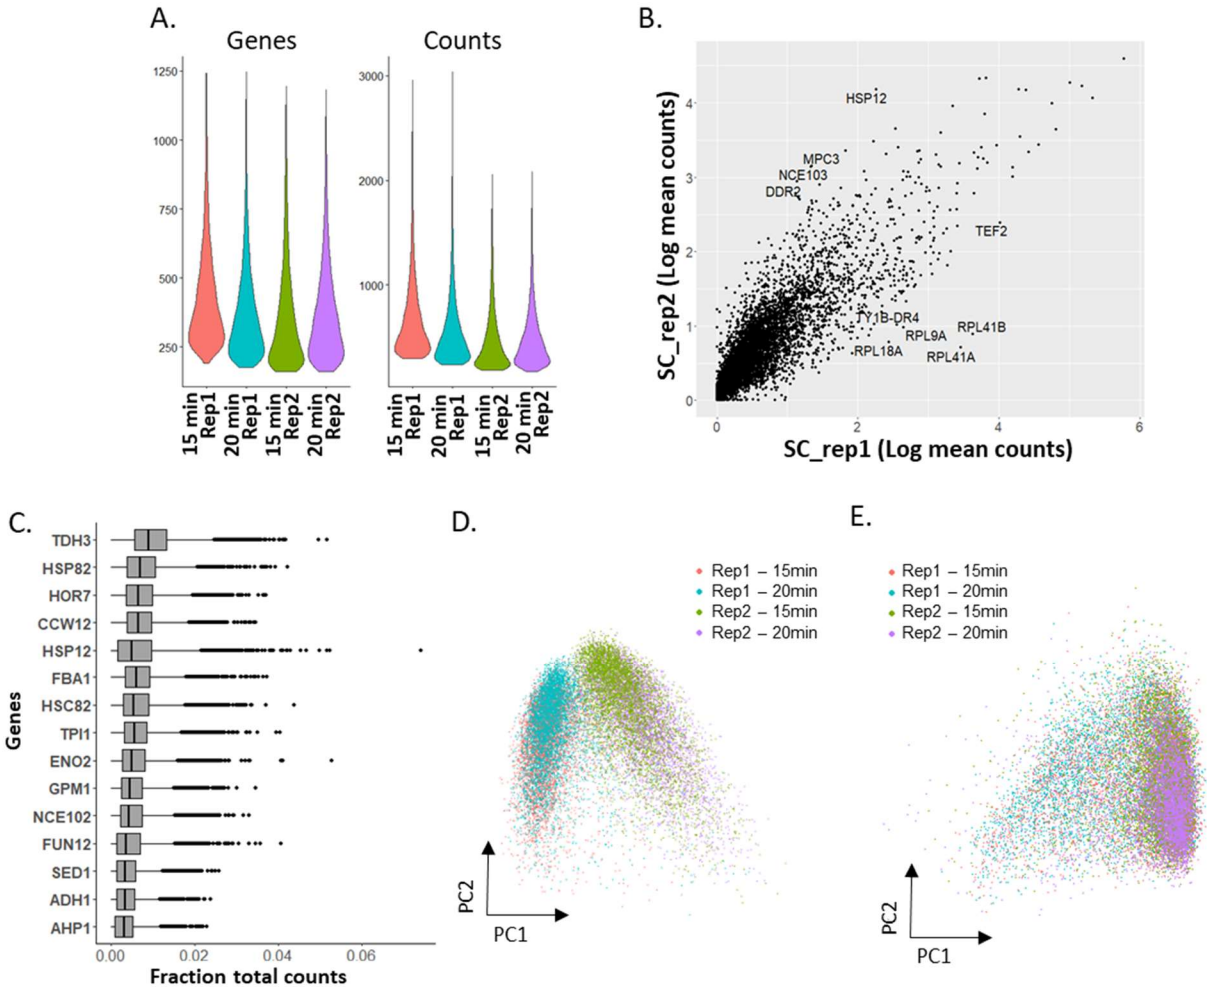 A.
Genes
Counts
1250
1000
750
500
250
3000
2000
1000
15 min
Rep1
20 min
Rep1
15 min
Rep2
20 min
Rep2
15 min
Rep1
20 min
Rep1
15 min
Rep2
20 min
Rep2
B.
SC_rep2 (Log mean counts)
4
3
2
1
0
HSP12
MPC3
NCE103
DDR2
TEF2
TY1B-DR4
RPL9A
RPL41B
RPL18A
RPL41A
0
2
4
6
SC_rep1 (Log mean counts)
C.
Genes
TDH3
HSP82
HOR7
CCW12
HSP12
FBA1
HSC82
TPI1
ENO2
GPM1
NCE102
FUN12
SED1
ADH1
AHP1
0.00
0.02
0.04
0.06
Fraction total counts
D.
Rep1 – 15min
Rep1 – 20min
Rep2 – 15min
Rep2 – 20min
PC2
PC1
E.
Rep1 – 15min
Rep1 – 20min
Rep2 – 15min
Rep2 – 20min
PC2
PC1